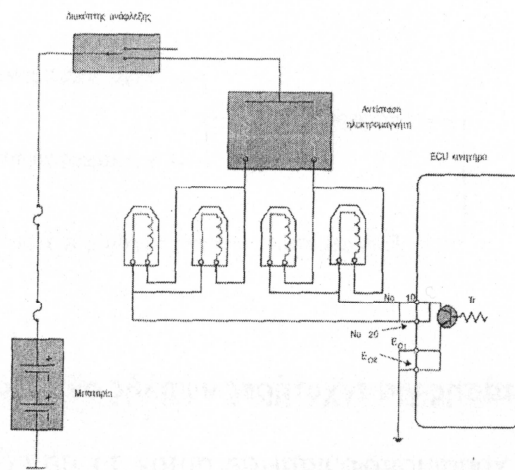 Διακόπτης ανάφλεξης
Αντίσταση
ηλεκτρομαγνήτη
ECU κινητήρα
No 10
Tr
No 20
E01
E02
Μπαταρία